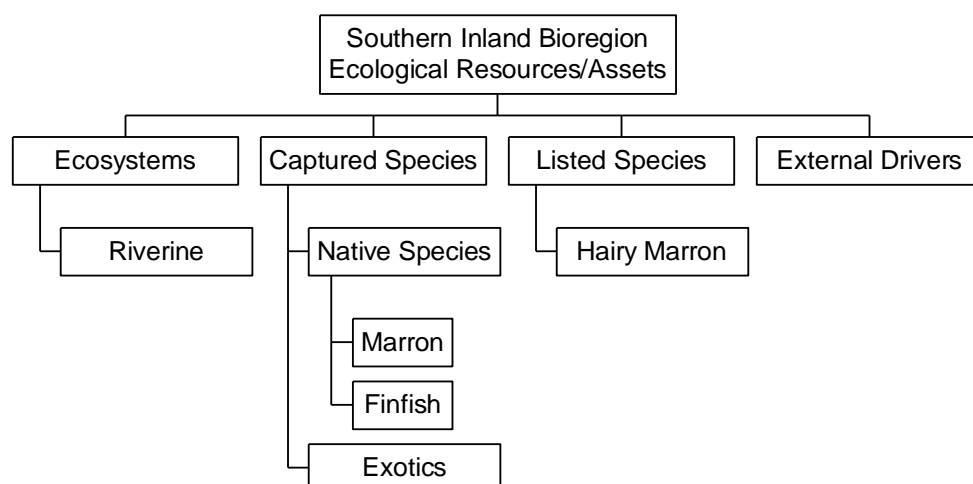 Southern Inland Bioregion
Ecological Resources/Assets
Ecosystems
Captured Species
Listed Species
External Drivers
Riverine
Native Species
Hairy Marron
Marron
Finfish
Exotics